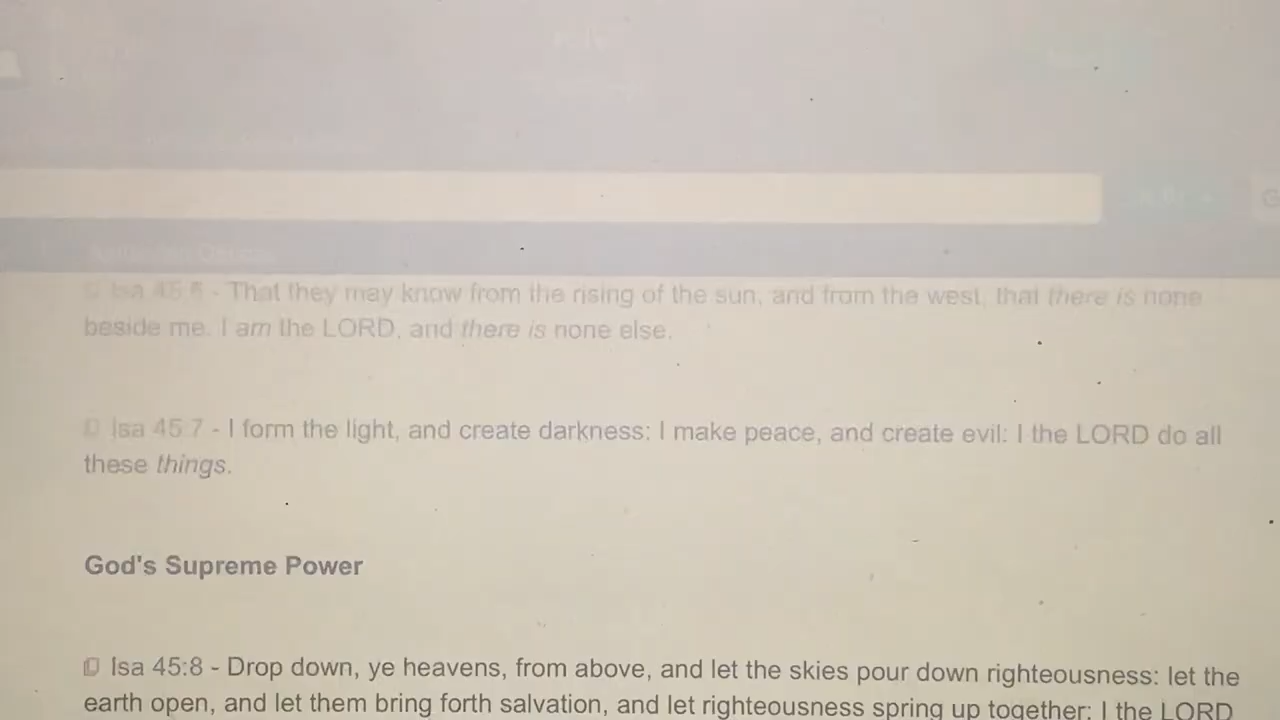 Isa 45:6 - That they may know from the rising of the sun, and from the west, that there is none
beside me. I am the LORD, and there is none else.
Isa 45:7 - I form the light, and create darkness: I make peace, and create evil: I the LORD do all
these things.
God's Supreme Power
Isa 45:8 - Drop down, ye heavens, from above, and let the skies pour down righteousness: let the
earth open, and let them bring forth salvation, and let righteousness spring up together; I the LORD